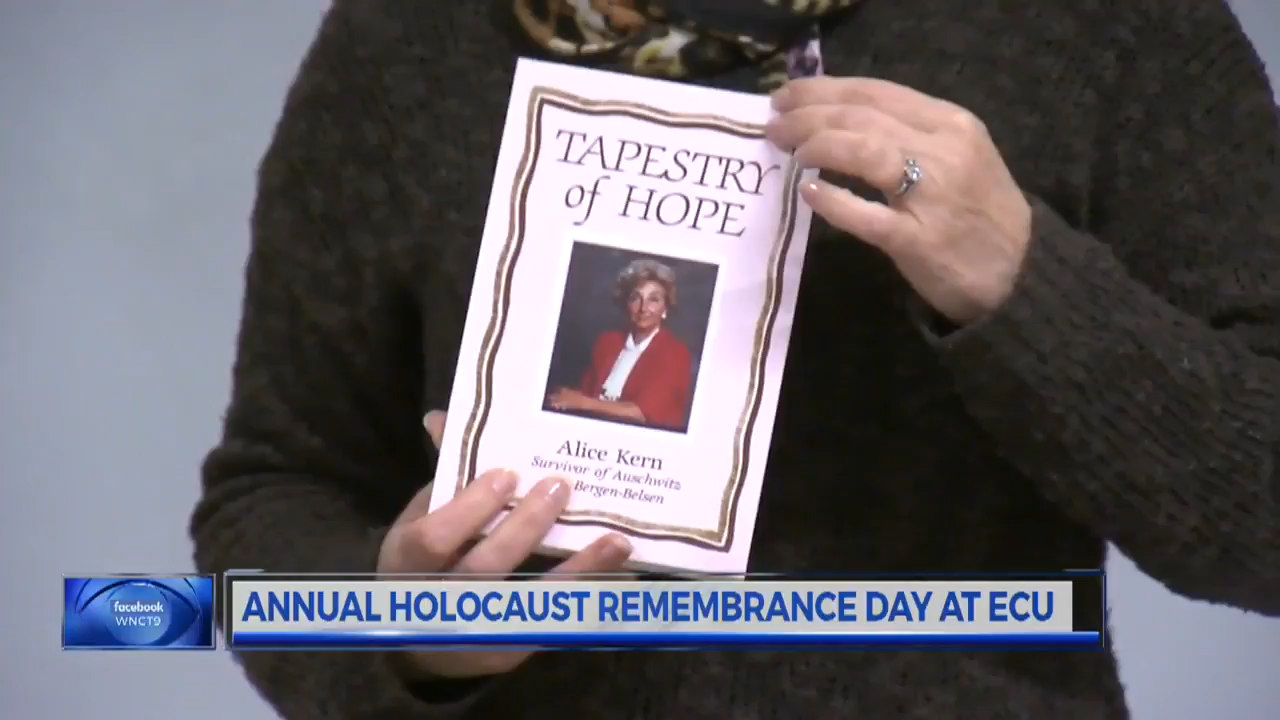 TAPESTRY
of HOPE
Alice Kern
Survivor of Auschwitz
Bergen-Belsen
facebook
WNCT9
ANNUAL HOLOCAUST REMEMBRANCE DAY AT ECU